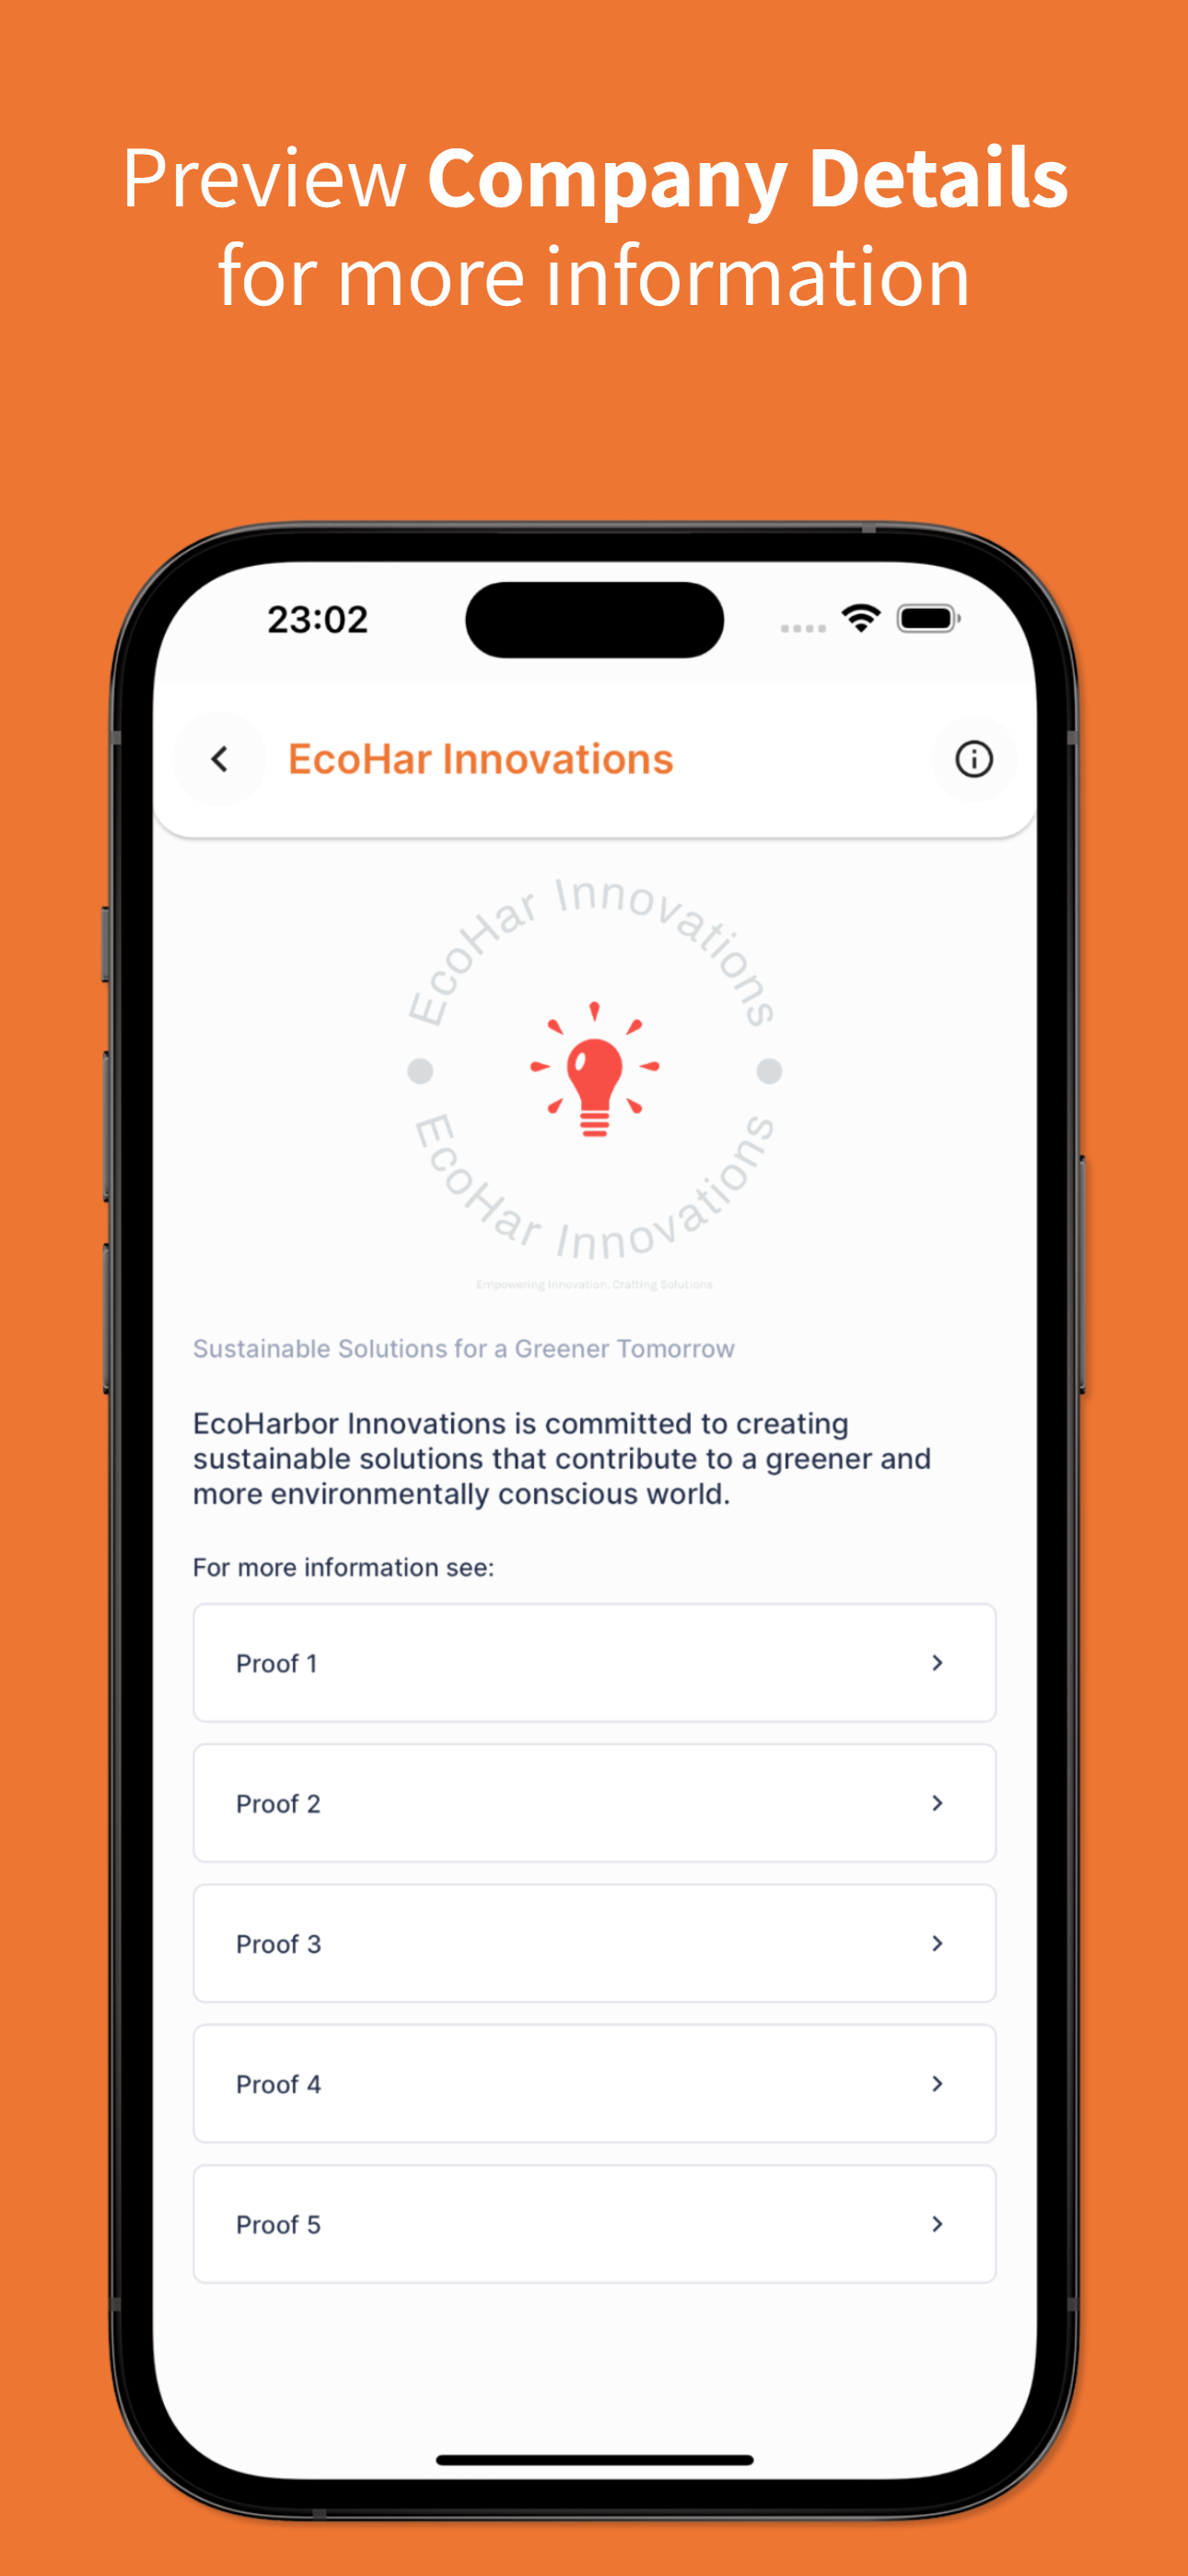 Preview Company Details
for more information
23:02
EcoHar Innovations
EcoHar Innovations
EcoHar Innovations
Empowering Innovation, Crafting Solutions
Sustainable Solutions for a Greener Tomorrow
EcoHarbor Innovations is committed to creating
sustainable solutions that contribute to a greener and
more environmentally conscious world.
For more information see:
Proof 1
Proof 2
Proof 3
Proof 4
Proof 5